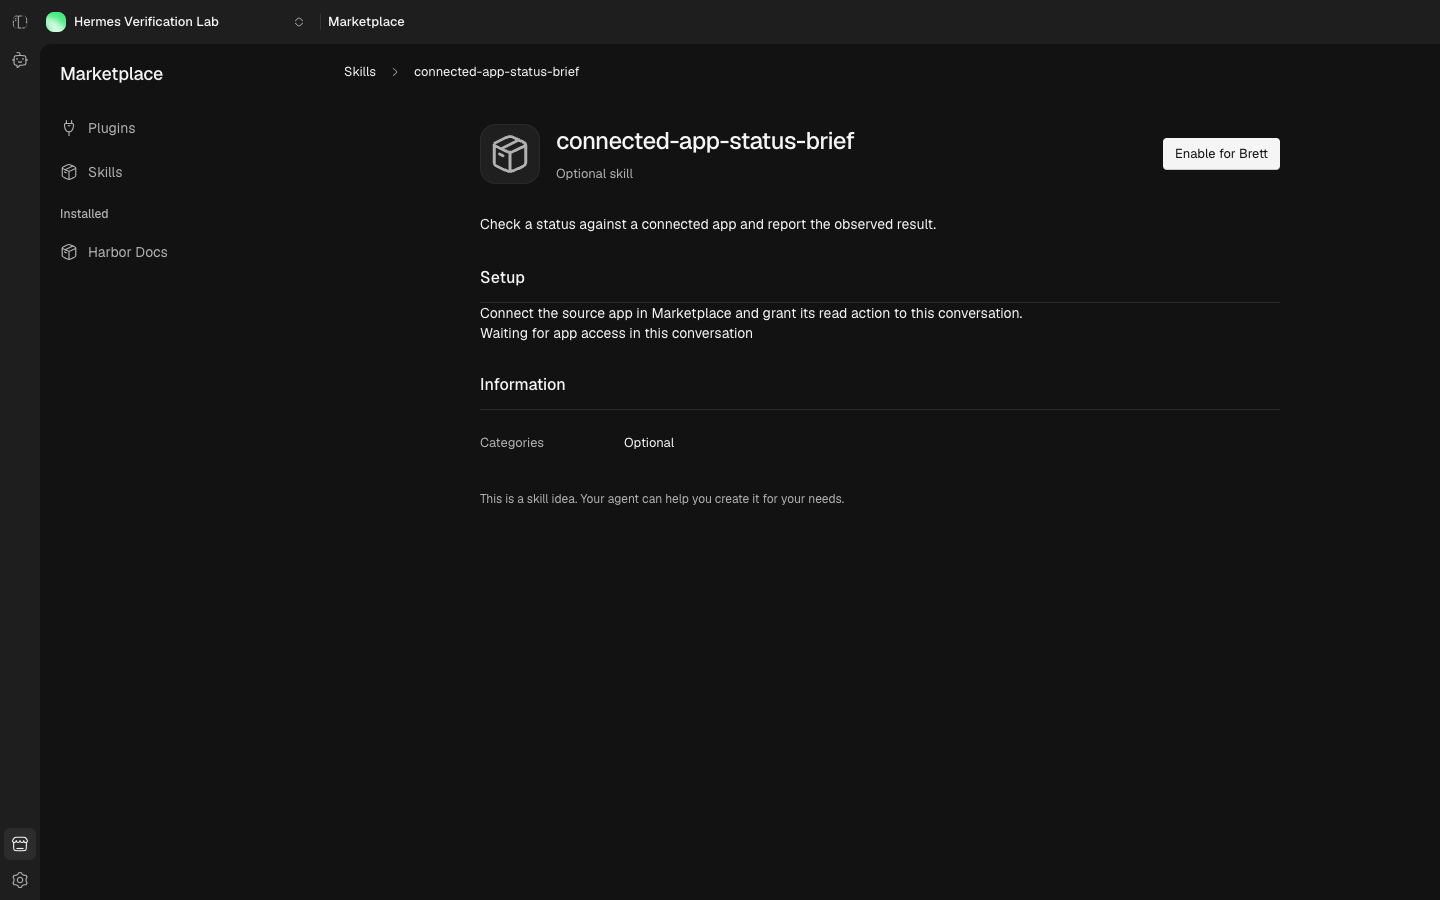 Hermes Verification Lab
Marketplace
Marketplace
Plugins
Skills
Installed
Harbor Docs
Skills
connected-app-status-brief
connected-app-status-brief
Optional skill
Enable for Brett
Check a status against a connected app and report the observed result.
Setup
Connect the source app in Marketplace and grant its read action to this conversation.
Waiting for app access in this conversation
Information
Categories
Optional
This is a skill idea. Your agent can help you create it for your needs.